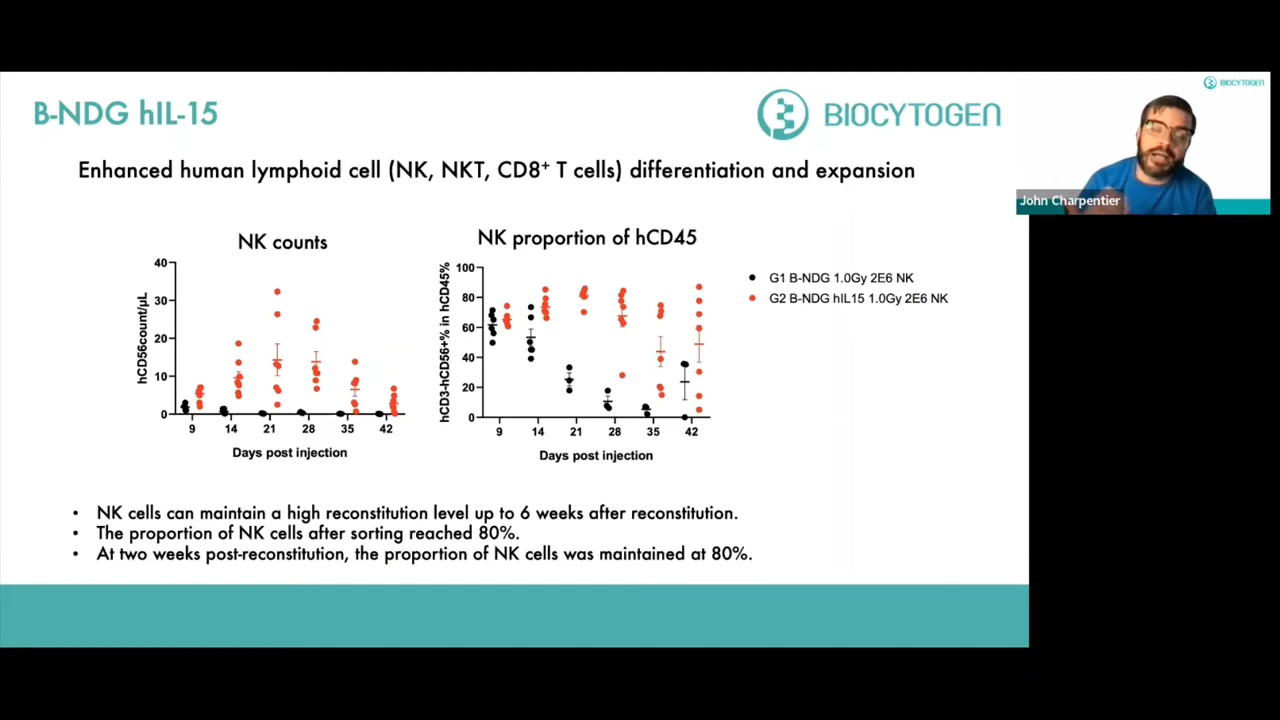 B-NDG hIL-15
BIOCYTOGEN
BIOCYTOGEN
John Charpentier
Enhanced human lymphoid cell (NK, NKT, CD8⁺ T cells) differentiation and expansion
NK counts
hCD56count/μL
40
30
20
10
0
9 14 21 28 35 42
Days post injection
NK proportion of hCD45
hCD3-hCD56+% in hCD45%
100
80
60
40
20
0
9 14 21 28 35 42
Days post injection
G1 B-NDG 1.0Gy 2E6 NK
G2 B-NDG hIL15 1.0Gy 2E6 NK
• NK cells can maintain a high reconstitution level up to 6 weeks after reconstitution.
• The proportion of NK cells after sorting reached 80%.
• At two weeks post-reconstitution, the proportion of NK cells was maintained at 80%.